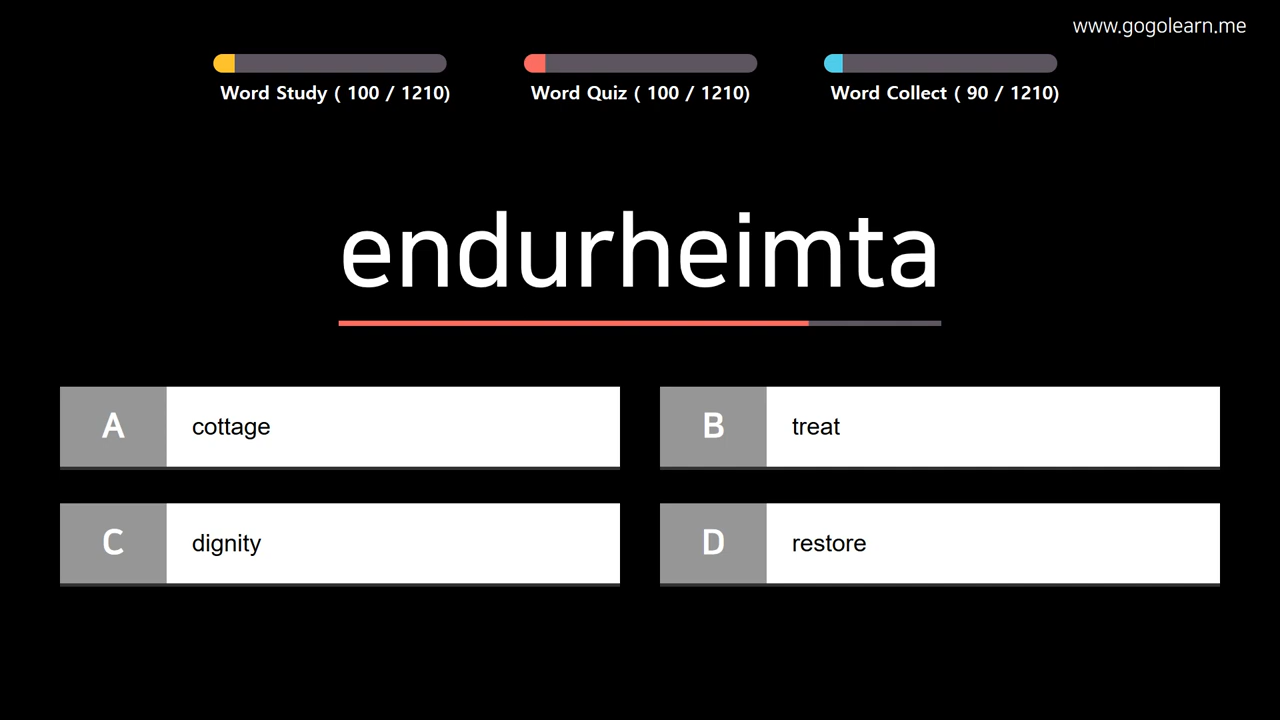 www.gogolearn.me
Word Study ( 100 / 1210)
Word Quiz ( 100 / 1210)
Word Collect ( 90 / 1210)
endurheimta
A cottage
B treat
C dignity
D restore